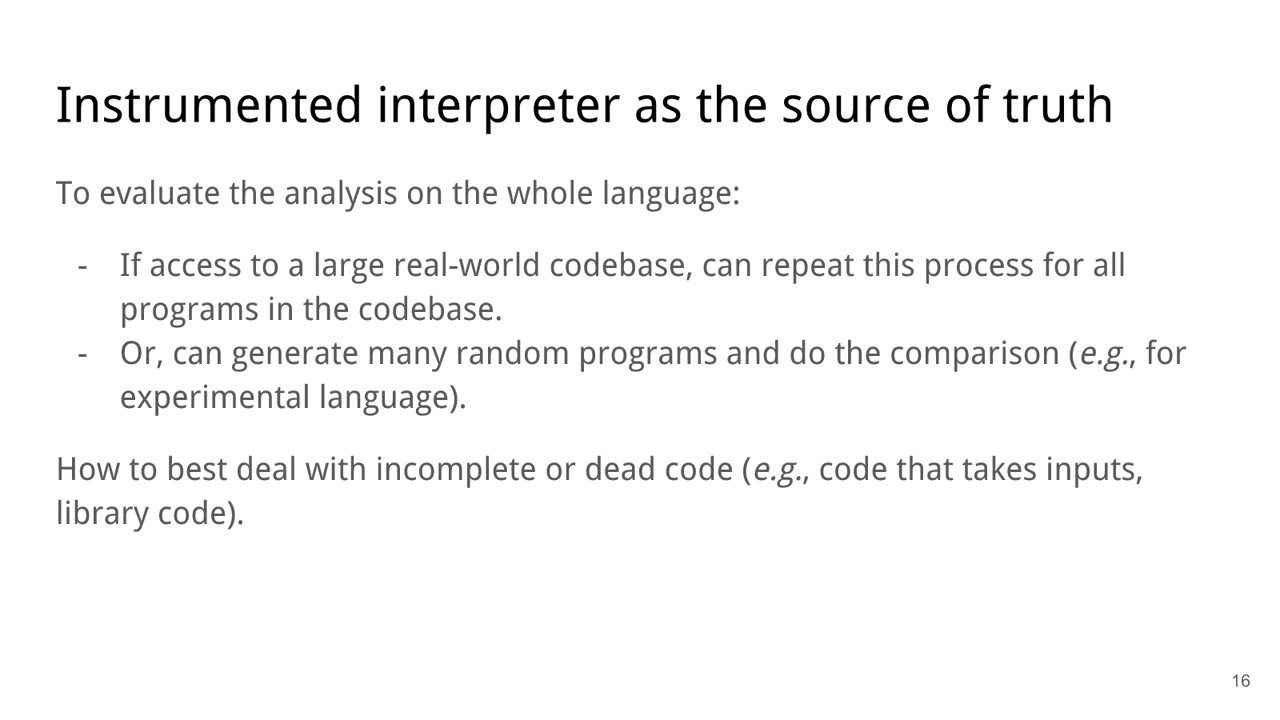 Instrumented interpreter as the source of truth
To evaluate the analysis on the whole language:
- If access to a large real-world codebase, can repeat this process for all
programs in the codebase.
- Or, can generate many random programs and do the comparison (e.g., for
experimental language).
How to best deal with incomplete or dead code (e.g., code that takes inputs,
library code).
16